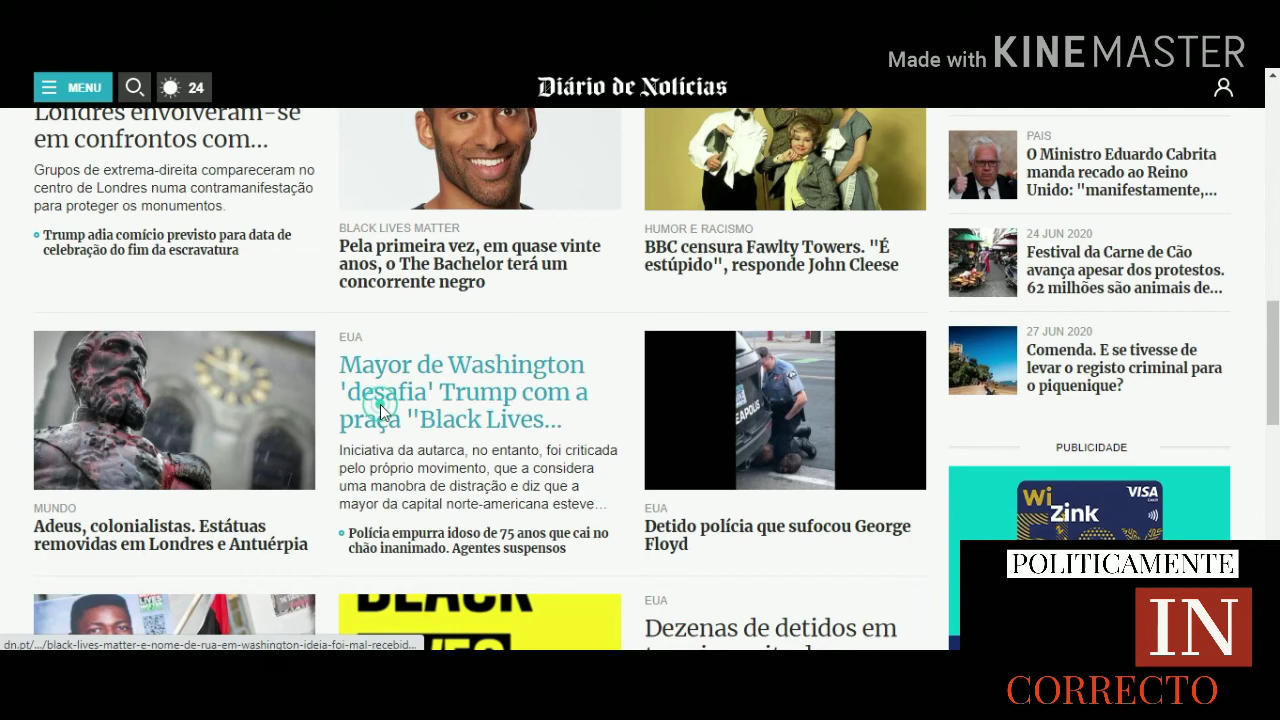 Made with KINEMASTER
MENU
24
Diário de Notícias
Londres envolveram-se
em confrontos com...
Grupos de extrema-direita compareceram no
centro de Londres numa contramanifestação
para proteger os monumentos.
Trump adia comício previsto para data de
celebração do fim da escravatura
BLACK LIVES MATTER
Pela primeira vez, em quase vinte
anos, o The Bachelor terá um
concorrente negro
HUMOR E RACISMO
BBC censura Fawlty Towers. "É
estúpido", responde John Cleese
PAIS
O Ministro Eduardo Cabrita
manda recado ao Reino
Unido: "manifestamente,...
24 JUN 2020
Festival da Carne de Cão
avança apesar dos protestos.
62 milhões são animais de...
27 JUN 2020
Comenda. E se tivesse de
levar o registo criminal para
o piquenique?
MUNDO
Adeus, colonialistas. Estátuas
removidas em Londres e Antuérpia
EUA
Mayor de Washington
'desafia' Trump com a
praça "Black Lives...
Iniciativa da autarca, no entanto, foi criticada
pelo próprio movimento, que a considera
uma manobra de distração e diz que a
mayor da capital norte-americana esteve...
Polícia empurra idoso de 75 anos que cai no
chão inanimado. Agentes suspensos
EAPOLIS
EUA
Detido polícia que sufocou George
Floyd
PUBLICIDADE
Wi
Zink
VISA
BLACK
LIVES
EUA
Dezenas de detidos em
dn.pt/.../black-lives-matter-e-nome-de-rua-em-washington-ideia-foi-mal-recebid...
POLITICAMENTE
IN
CORRECTO